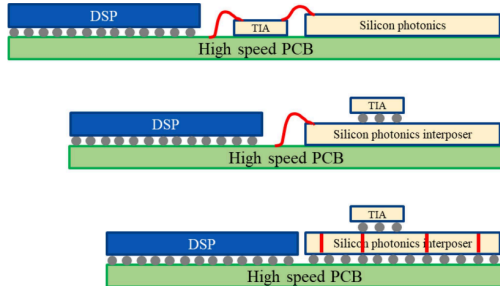 DSP
TIA
Silicon photonics
High speed PCB
TIA
DSP
Silicon photonics interposer
High speed PCB
TIA
DSP
Silicon photonics interposer
High speed PCB